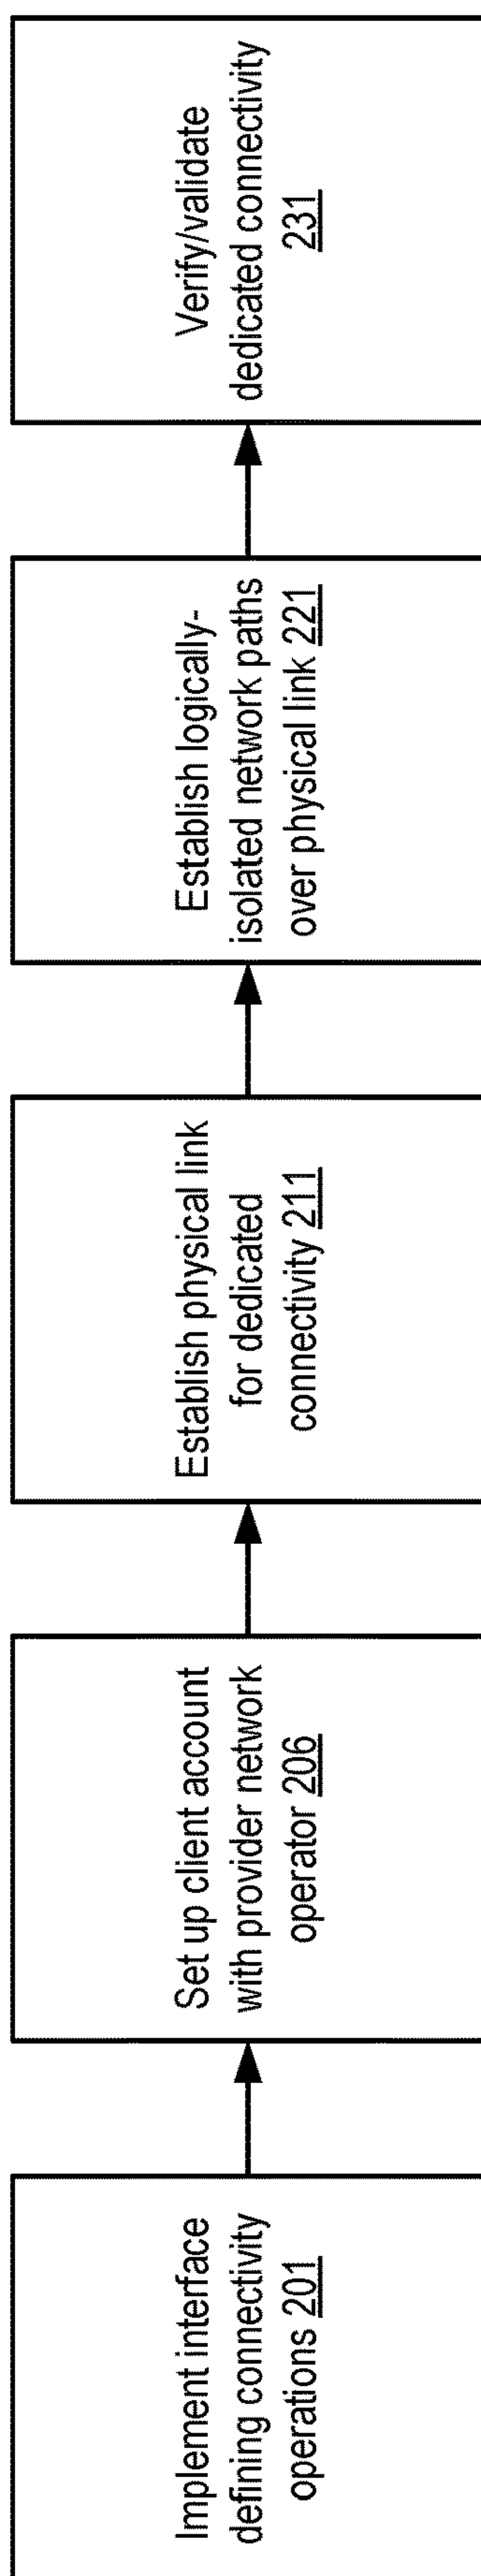 Implement interface
defining connectivity
operations 201
Set up client account
with provider network
operator 206
Establish physical link
for dedicated
connectivity 211
Establish logically-
isolated network paths
over physical link 221
Verify/validate
dedicated connectivity
231